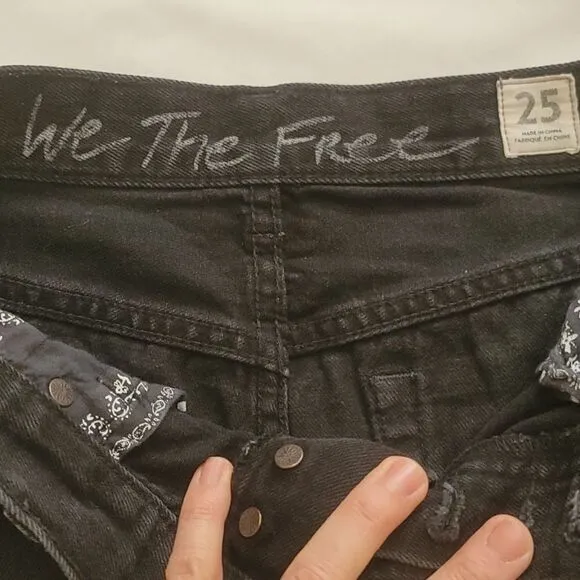 We The Free
25
MADE IN CHINA
FABRIQUÉ EN CHINE